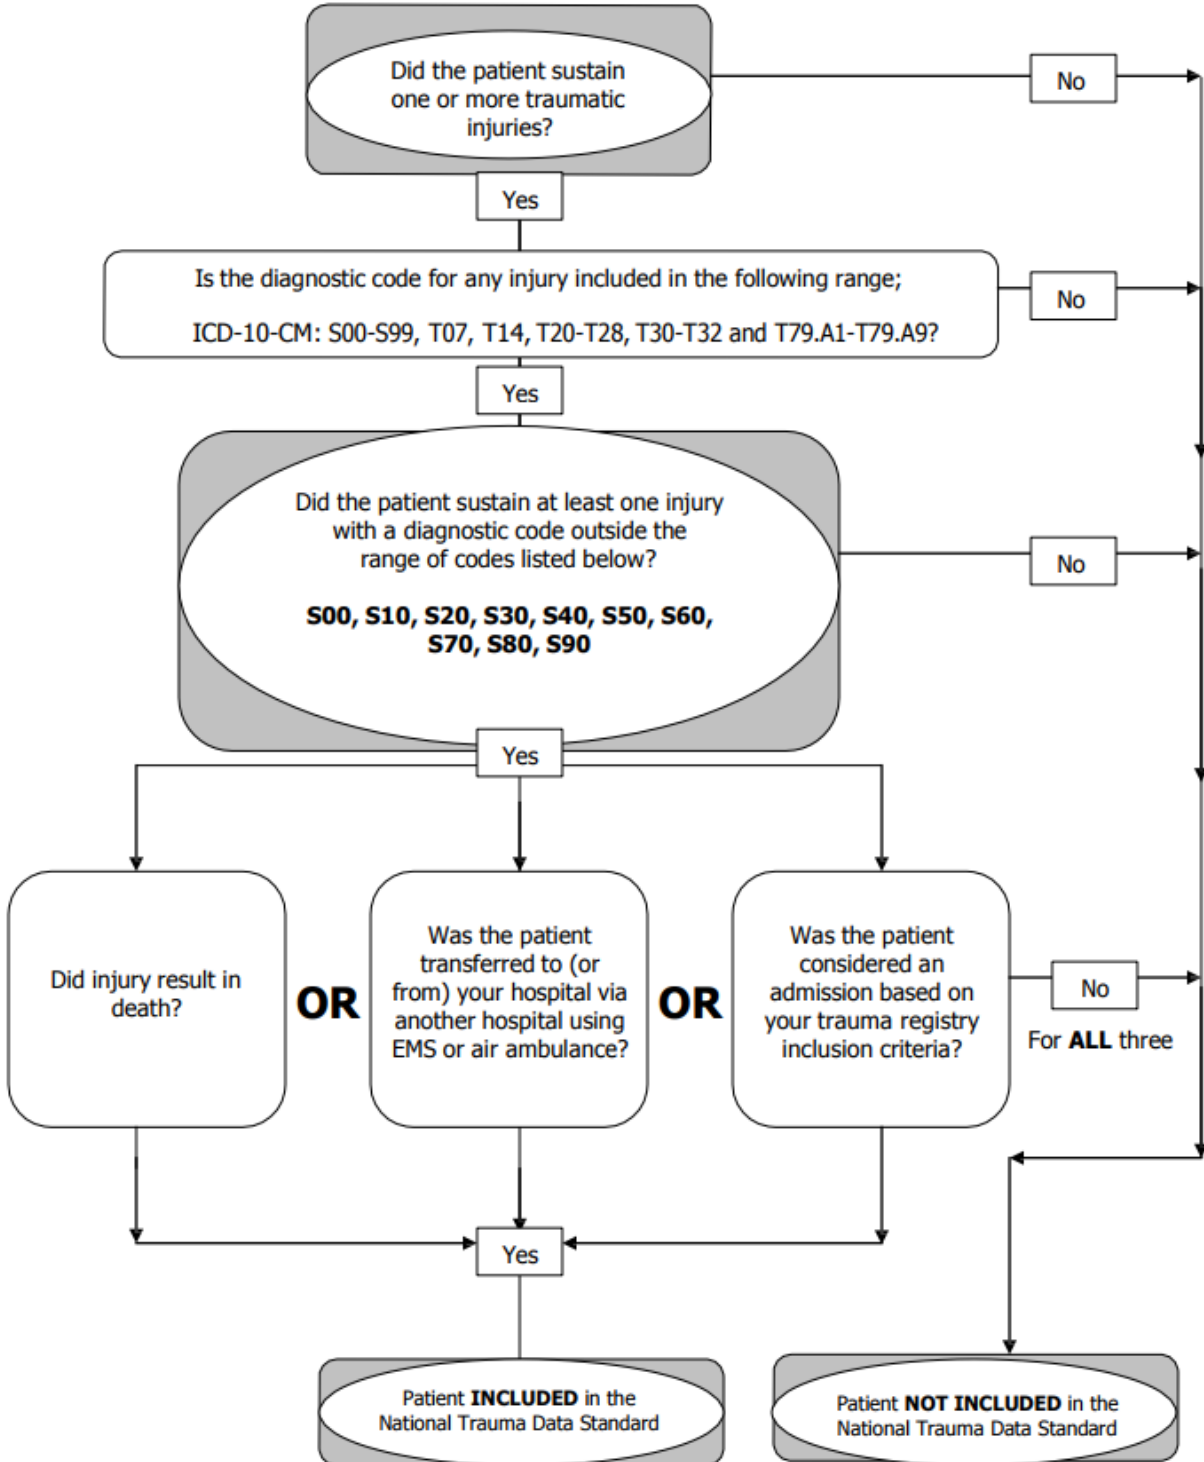 Did the patient sustain
one or more traumatic
injuries?
No
Yes
Is the diagnostic code for any injury included in the following range;
ICD-10-CM: S00-S99, T07, T14, T20-T28, T30-T32 and T79.A1-T79.A9?
No
Yes
Did the patient sustain at least one injury
with a diagnostic code outside the
range of codes listed below?
S00, S10, S20, S30, S40, S50, S60,
S70, S80, S90
No
Yes
Did injury result in
death?
OR
Was the patient
transferred to (or
from) your hospital via
another hospital using
EMS or air ambulance?
OR
Was the patient
considered an
admission based on
your trauma registry
inclusion criteria?
No
For ALL three
Yes
Patient INCLUDED in the
National Trauma Data Standard
Patient NOT INCLUDED in the
National Trauma Data Standard